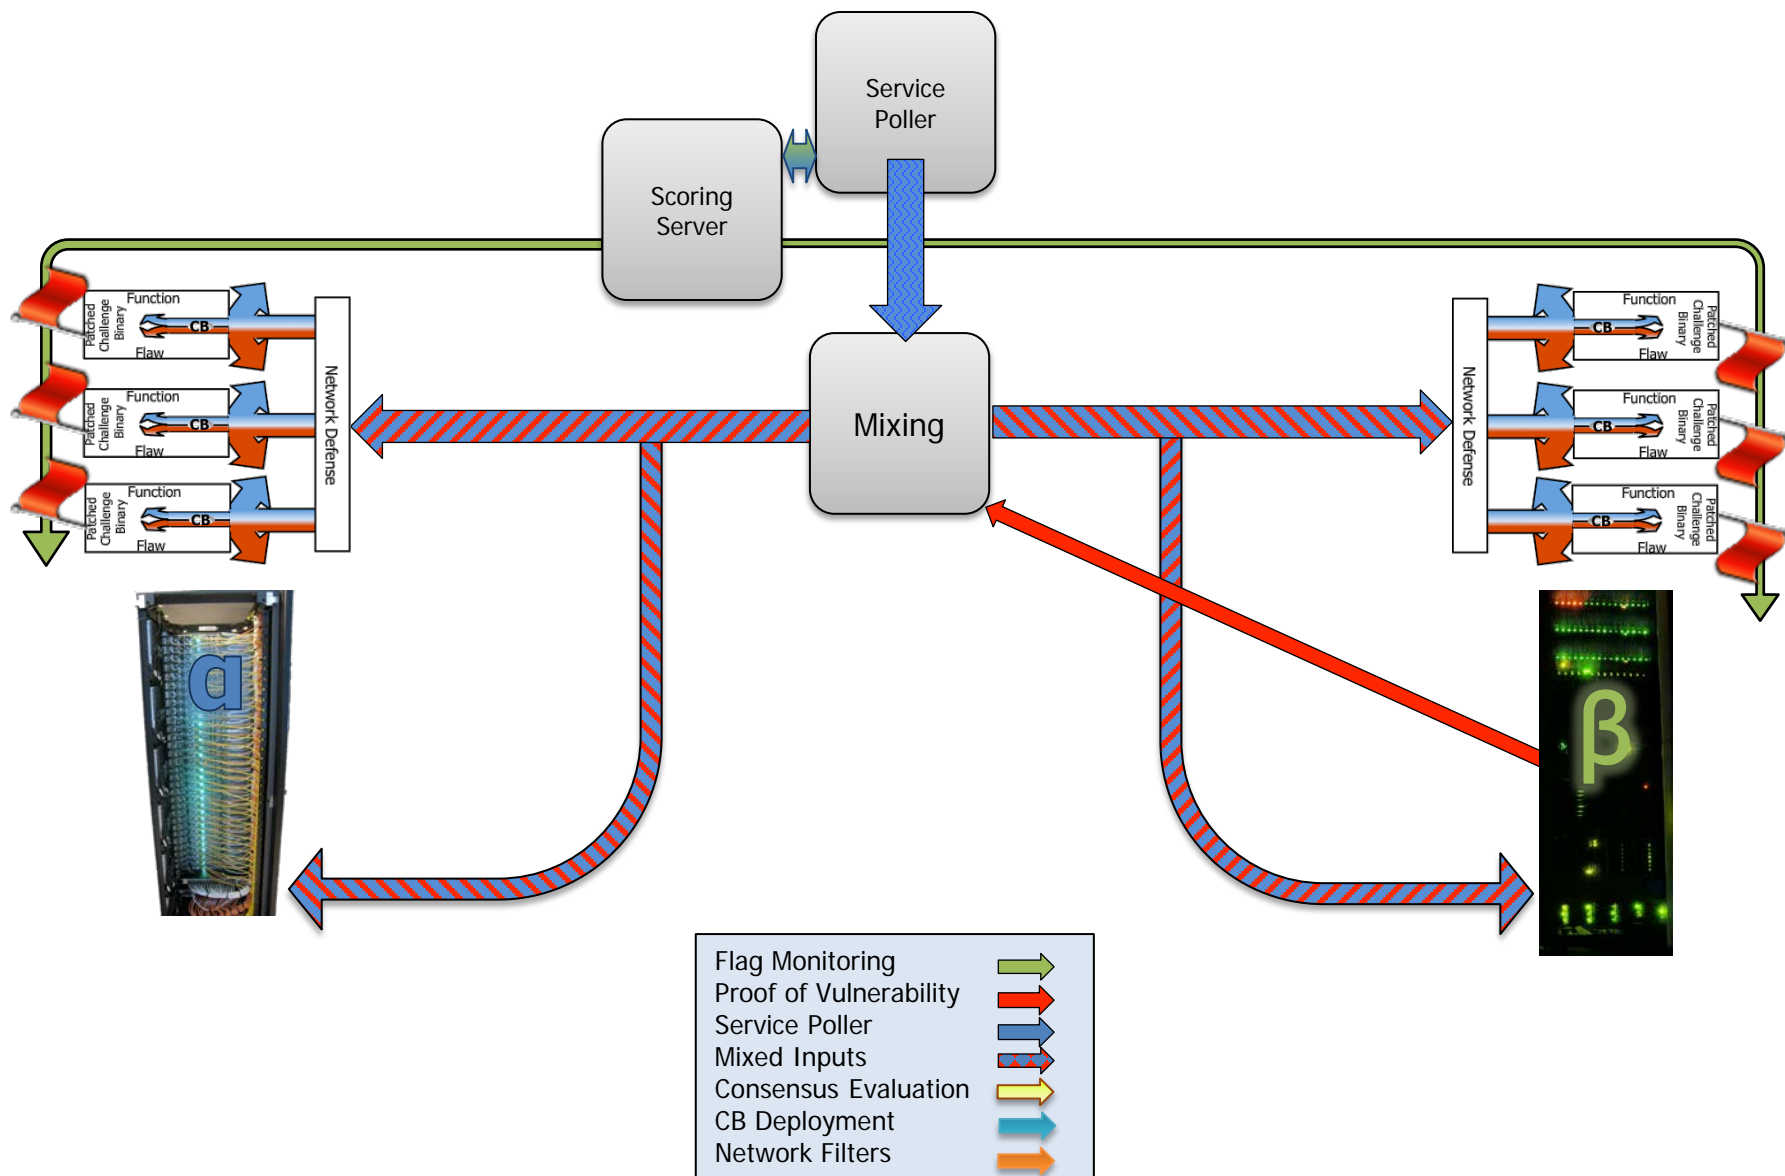 Service
Poller
Scoring
Server
Mixing
Function
CB
Flaw
Patched
Challenge
Binary
Function
CB
Flaw
Patched
Challenge
Binary
Function
CB
Flaw
Patched
Challenge
Binary
Network Defense
Network Defense
Function
CB
Flaw
Patched
Challenge
Binary
Function
CB
Flaw
Patched
Challenge
Binary
Function
CB
Flaw
Patched
Challenge
Binary
α
β
Flag Monitoring
Proof of Vulnerability
Service Poller
Mixed Inputs
Consensus Evaluation
CB Deployment
Network Filters